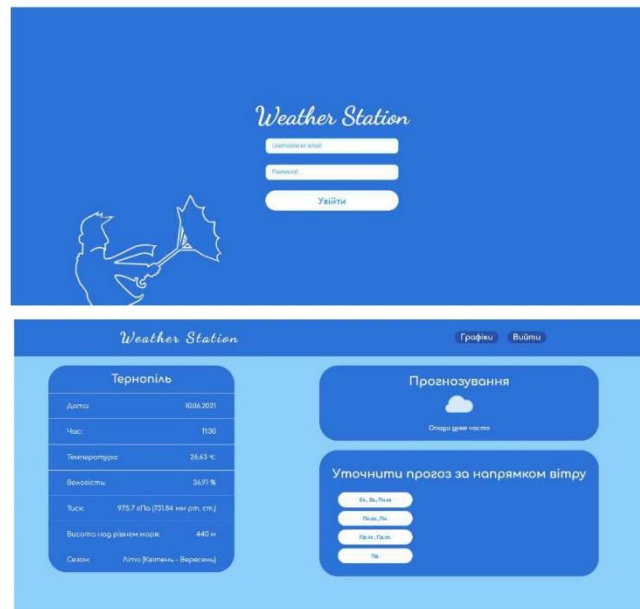 Weather Station
Username or email
Password
Увійти
Weather Station
Графіки Вийти
Тернопіль
Дата: 10.06.2021
Час: 11:30
Температура: 26.63 °C
Вологість: 36.91 %
Тиск: 975.7 гПа (731.84 мм рт. ст.)
Висота над рівнем моря: 440 м
Сезон: Літо (Квітень - Вересень)
Прогнозування
Опади дуже часто
Уточнити прогоз за напрямком вітру